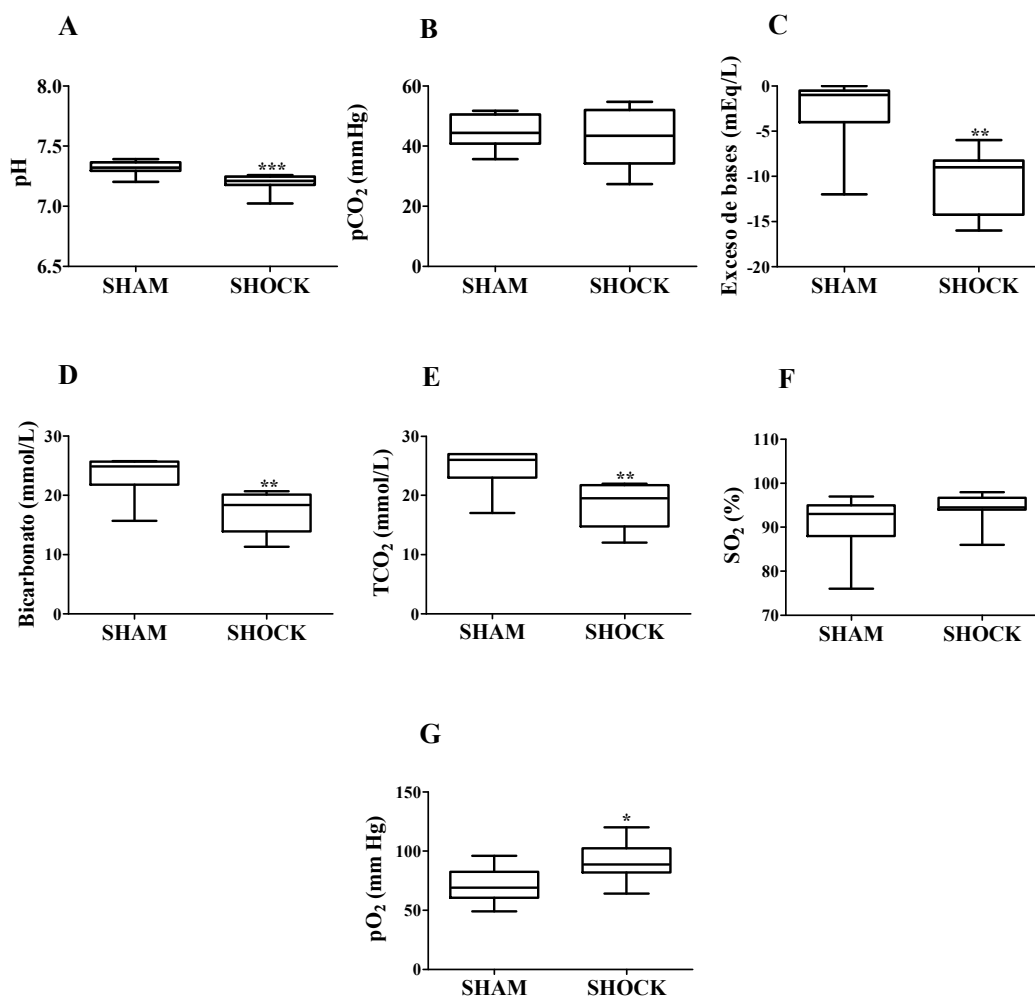 A
pH
8.0
7.5
7.0
6.5
***
SHAM SHOCK
B
pCO₂ (mmHg)
60
40
20
0
SHAM SHOCK
C
Exceso de bases (mEq/L)
0
-5
-10
-15
-20
**
SHAM SHOCK
D
Bicarbonato (mmol/L)
30
20
10
0
**
SHAM SHOCK
E
TCO₂ (mmol/L)
30
20
10
0
**
SHAM SHOCK
F
SO₂ (%)
110
100
90
80
70
SHAM SHOCK
G
pO₂ (mm Hg)
150
100
50
0
*
SHAM SHOCK